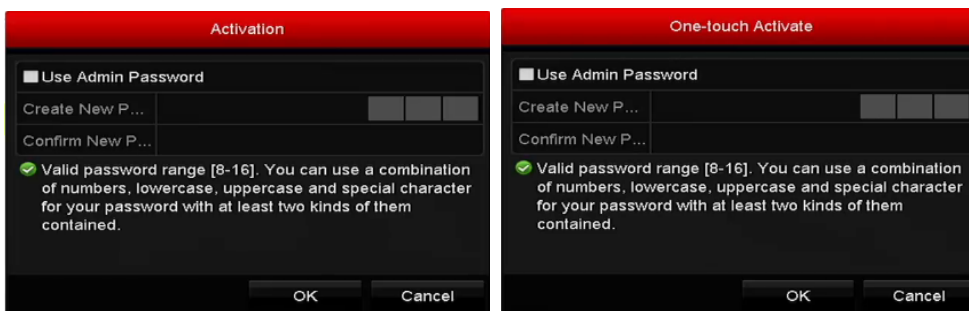 Activation
Use Admin Password
Create New P...
Confirm New P...
Valid password range [8-16]. You can use a combination
of numbers, lowercase, uppercase and special character
for your password with at least two kinds of them
contained.
OK Cancel
One-touch Activate
Use Admin Password
Create New P...
Confirm New P...
Valid password range [8-16]. You can use a combination
of numbers, lowercase, uppercase and special character
for your password with at least two kinds of them
contained.
OK Cancel